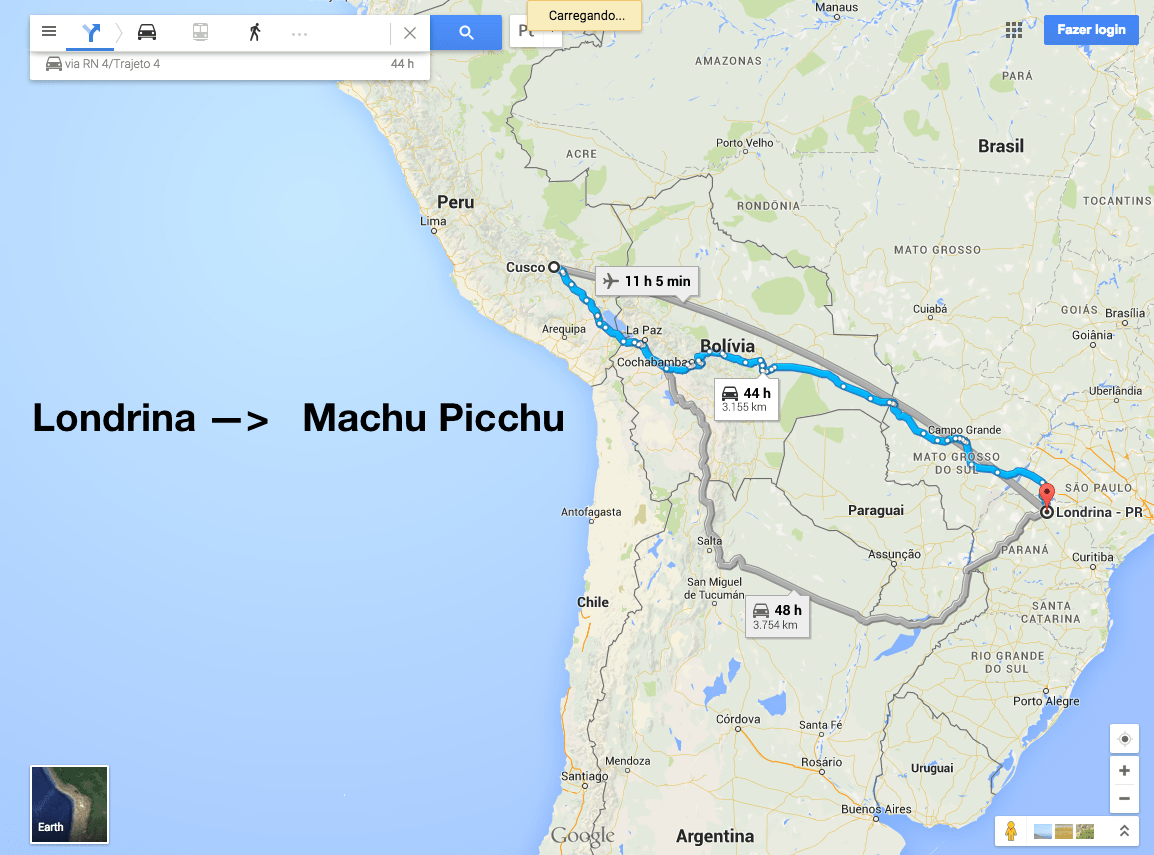 Carregando...
Manaus
Fazer login
via RN 4/Trajeto 4
44 h
AMAZONAS
PARÁ
Porto Velho
Brasil
ACRE
Peru
RONDÔNIA
TOCANTINS
Lima
MATO GROSSO
Cusco
11 h 5 min
Cuiabá
GOIÁS
Brasília
Arequipa
La Paz
Goiânia
Bolívia
Cochabamba
44 h
3.155 km
Uberlândia
Londrina —> Machu Picchu
Campo Grande
MATO GROSSO
DO SUL
SÃO PAULO
Antofagasta
Paraguai
Londrina - PR
Salta
Assunção
PARANÁ
Curitiba
San Miguel
de Tucumán
Chile
48 h
3.754 km
SANTA
CATARINA
RIO GRANDE
DO SUL
Porto Alegre
Córdova
Santa Fé
Mendoza
Rosário
Uruguai
Santiago
Earth
Buenos Aires
Google
Argentina